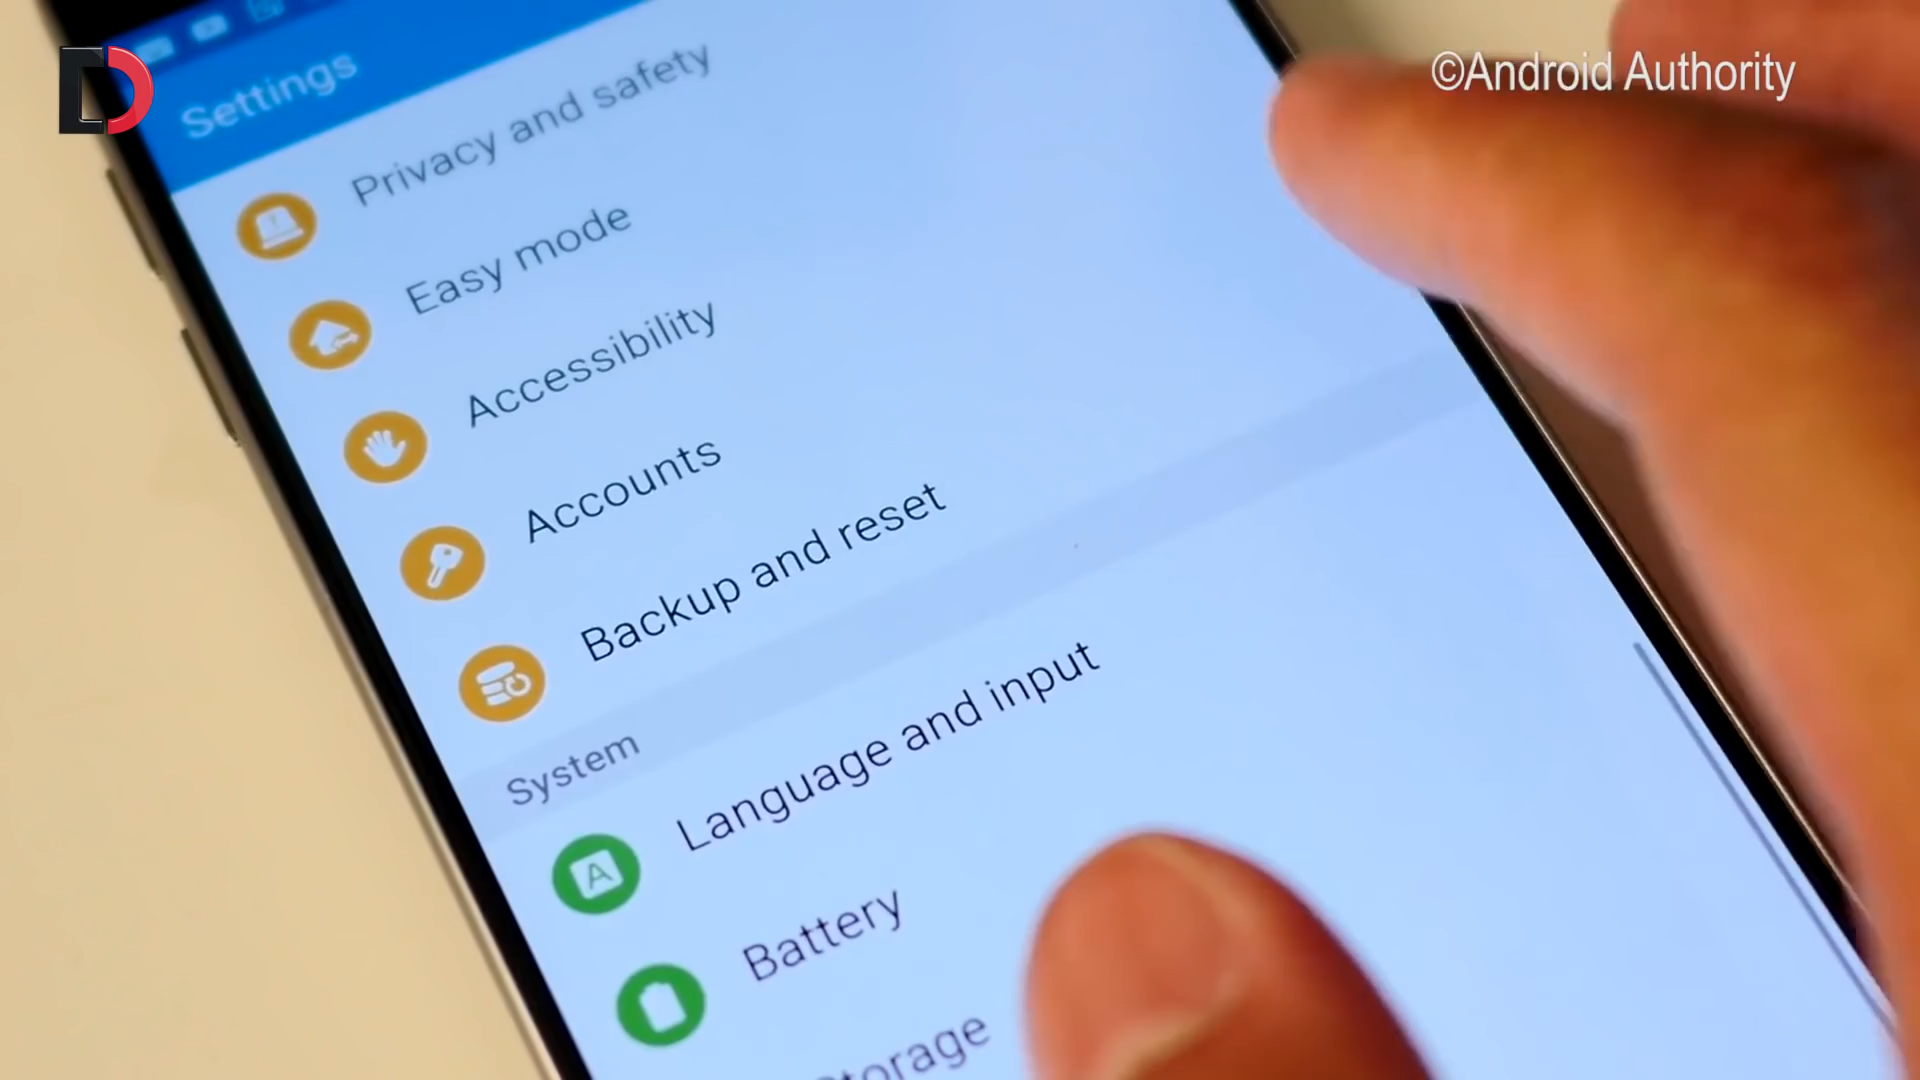 ©Android Authority
Settings
Privacy and safety
Easy mode
Accessibility
Accounts
Backup and reset
System
Language and input
A
Battery